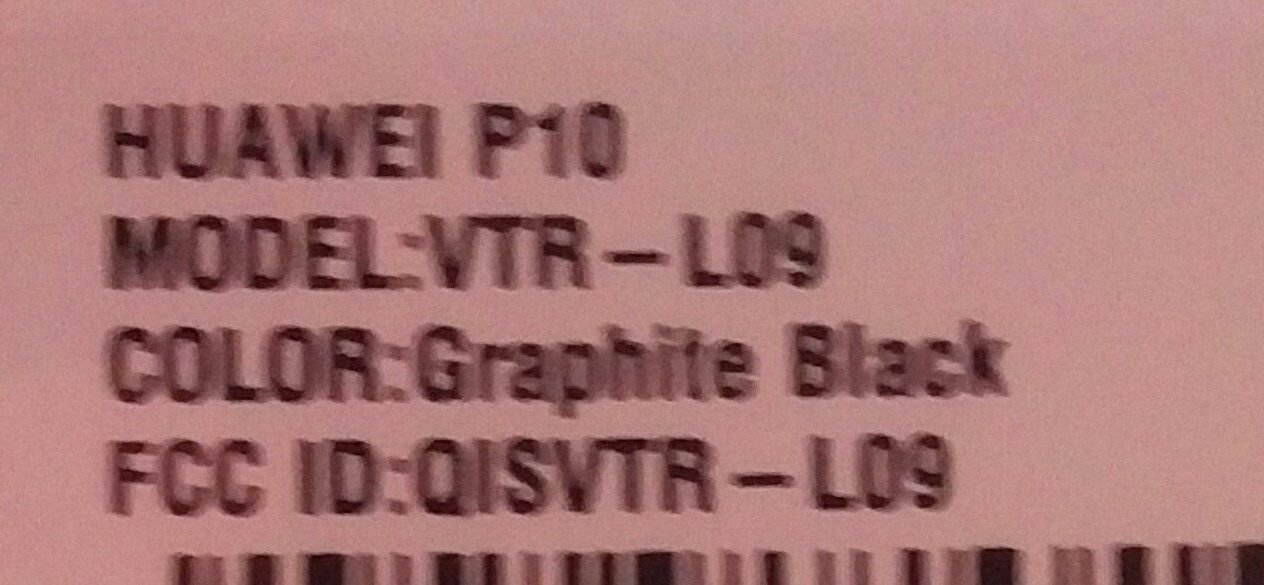 HUAWEI P10
MODEL:VTR-L09
COLOR:Graphite Black
FCC ID:QISVTR-L09